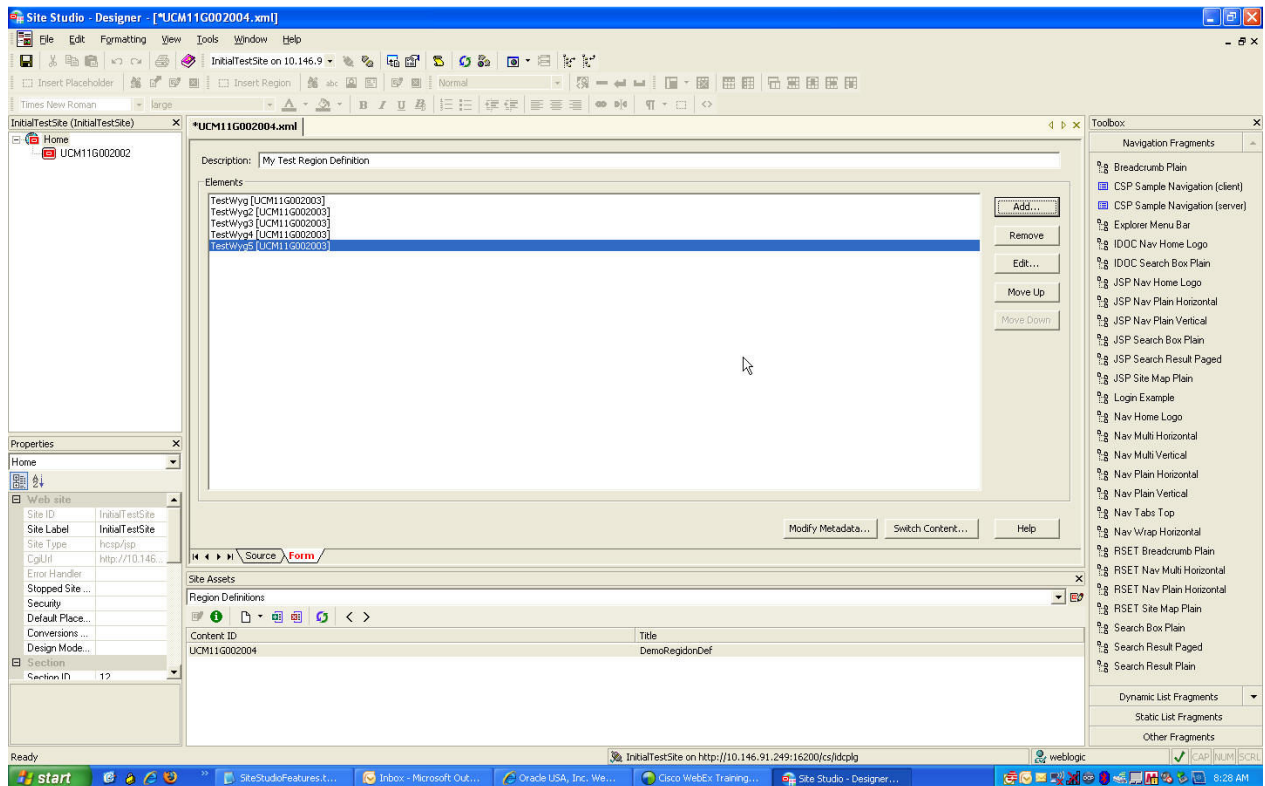 Site Studio - Designer - [*UCM11G002004.xml]
File Edit Formatting View Tools Window Help
InitialTestSite on 10.146.9
Insert Placeholder Insert Region abc Normal
Times New Roman large B I U
InitialTestSite (InitialTestSite)
Home
UCM11G002002
*UCM11G002004.xml
Description: My Test Region Definition
Elements
TestWyg [UCM11G002003]
TestWyg2 [UCM11G002003]
TestWyg3 [UCM11G002003]
TestWyg4 [UCM11G002003]
TestWyg5 [UCM11G002003]
Add...
Remove
Edit...
Move Up
Move Down
Modify Metadata... Switch Content... Help
Source Form
Properties
Home
Web site
Site ID InitialTestSite
Site Label InitialTestSite
Site Type hcsp/jsp
CgiUrl http://10.146...
Error Handler
Stopped Site ...
Security
Default Place...
Conversions ...
Design Mode...
Section
Section ID 12
Site Assets
Region Definitions
Content ID Title
UCM11G002004 DemoRegidonDef
Toolbox
Navigation Fragments
Breadcrumb Plain
CSP Sample Navigation (client)
CSP Sample Navigation (server)
Explorer Menu Bar
IDOC Nav Home Logo
IDOC Search Box Plain
JSP Nav Home Logo
JSP Nav Plain Horizontal
JSP Nav Plain Vertical
JSP Search Box Plain
JSP Search Result Paged
JSP Site Map Plain
Login Example
Nav Home Logo
Nav Multi Horizontal
Nav Multi Vertical
Nav Plain Horizontal
Nav Plain Vertical
Nav Tabs Top
Nav Wrap Horizontal
RSET Breadcrumb Plain
RSET Nav Multi Horizontal
RSET Nav Plain Horizontal
RSET Site Map Plain
Search Box Plain
Search Result Paged
Search Result Plain
Dynamic List Fragments
Static List Fragments
Other Fragments
Ready InitialTestSite on http://10.146.91.249:16200/cs/idcplg weblogic CAP NUM SCRL
start SiteStudioFeatures.t... Inbox - Microsoft Out... Oracle USA, Inc. We... Cisco WebEx Training... Site Studio - Designer... 8:28 AM